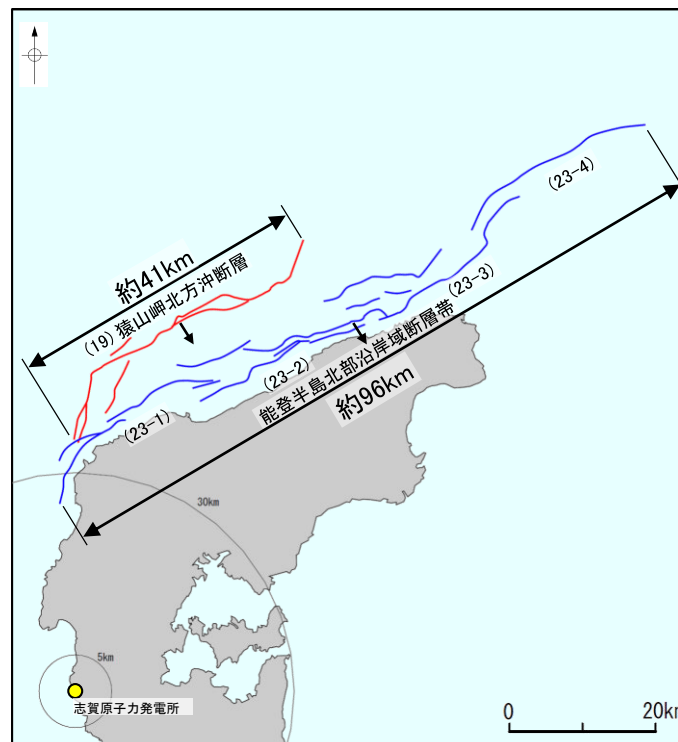 (23-4)
約41km
(19) 猿山岬北方沖断層
(23-3)
(23-2)
能登半島北部沿岸域断層帯
約96km
(23-1)
30km
5km
志賀原子力発電所
0
20km